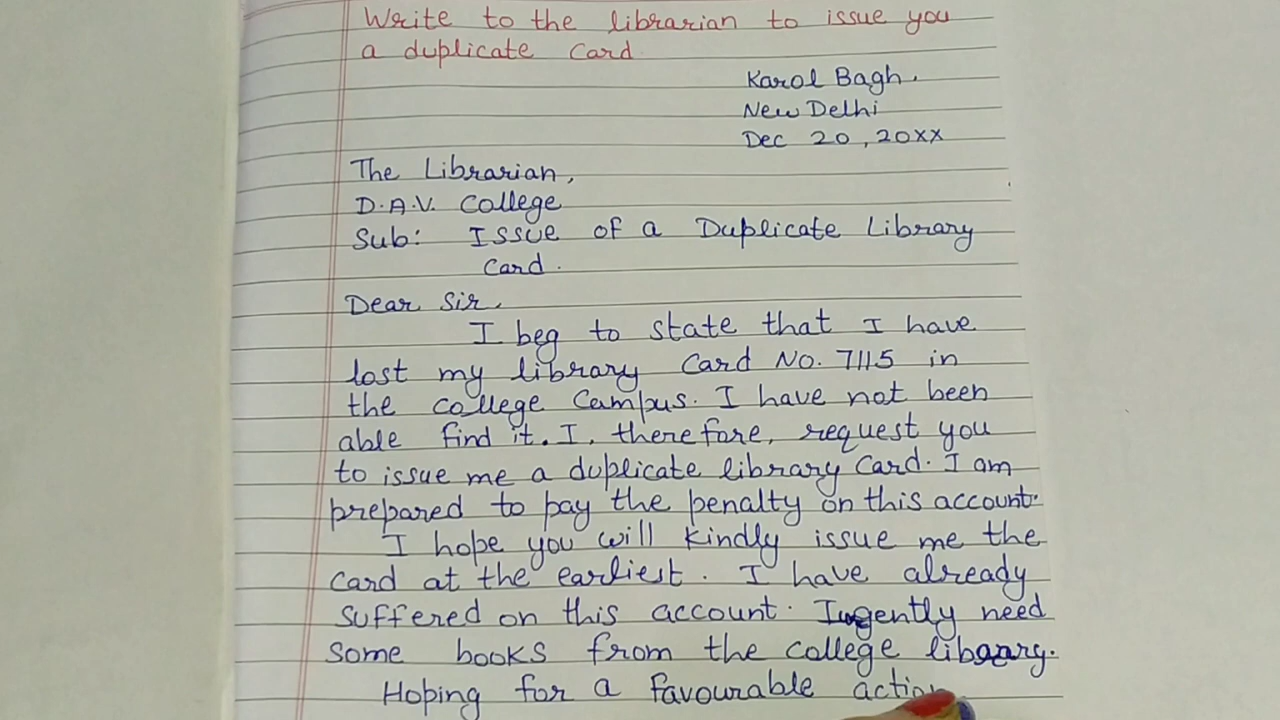 Write to the librarian to issue you
a duplicate Card
Karol Bagh.
New Delhi
Dec 20, 20xx
The Librarian,
D.A.V. College
Sub: Issue of a Duplicate Library
Card.
Dear Sir,
I beg to state that I have
lost my library Card No. 7115 in
the college Campus. I have not been
able find it. I, therefore, request you
to issue me a duplicate library Card. I am
prepared to pay the penalty on this account.
I hope you will kindly issue me the
Card at the earliest. I have already
suffered on this account. need
Some books from the college
Hoping for a favourable